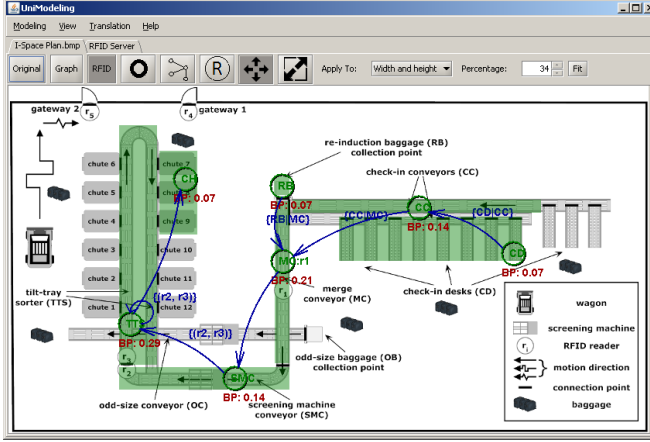 UniModeling
Modeling View Translation Help
I-Space Plan.bmp RFID Server
Original Graph RFID R Apply To: Width and height Percentage: 34 Fit
gateway 2 r5 r4 gateway 1
re-induction baggage (RB)
collection point
check-in conveyors (CC)
chute 6 chute 7
chute 5 CH
BP: 0.07
chute 4 chute 9
chute 3 chute 10
chute 2 chute 11
chute 1 chute 12
RB
BP: 0.07
{RB|MC}
CC
{CC|MC} {CD|CC}
BP: 0.14
CD
BP: 0.07
MC:r1
BP: 0.21
r1
merge
conveyor (MC)
check-in desks (CD)
tilt-tray
sorter (TTS)
{(r2, r3)}
TTS
BP: 0.29
{(r2, r3)}
r3
r2
odd-size baggage (OB)
collection point
SMC
BP: 0.14
odd-size conveyor (OC)
screening machine
conveyor (SMC)
wagon
screening machine
ri RFID reader
motion direction
connection point
baggage